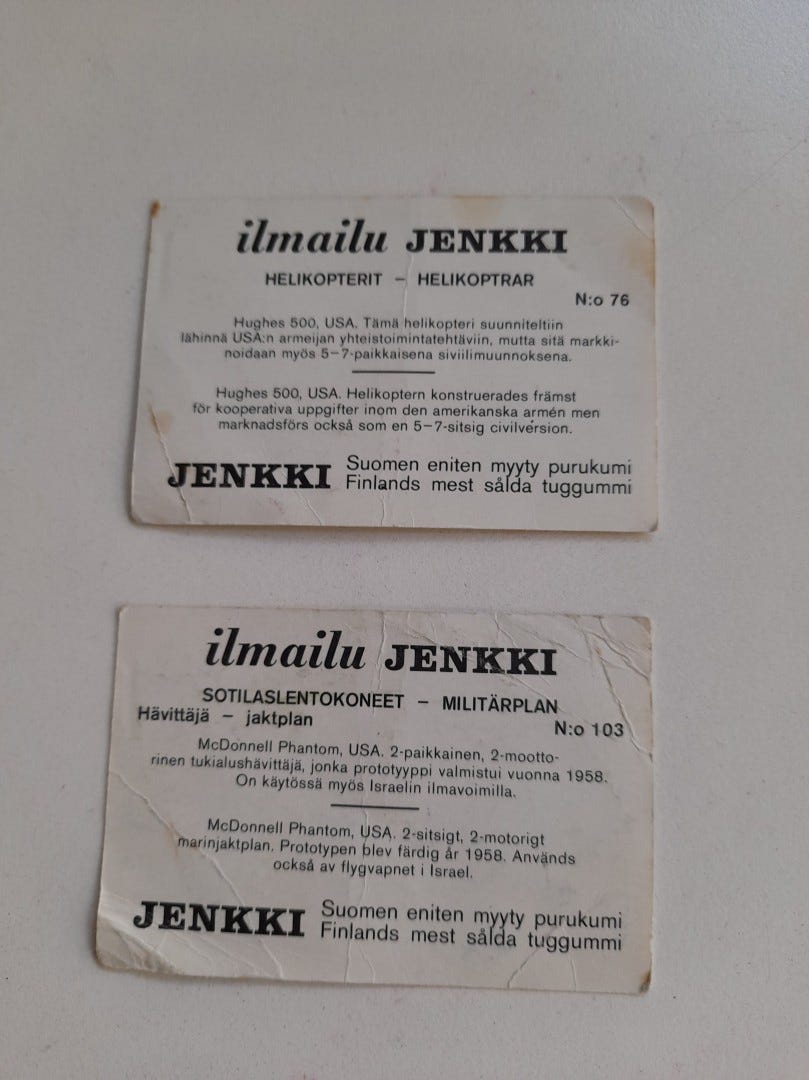 ilmailu JENKKI
HELIKOPTERIT – HELIKOPTRAR
N:o 76
Hughes 500, USA. Tämä helikopteri suunniteltiin
lähinnä USA:n armeijan yhteistoimintatehtäviin, mutta sitä markki-
noidaan myös 5–7-paikkaisena siviilimuunnoksena.
Hughes 500, USA. Helikoptern konstruerades främst
för kooperativa uppgifter inom den amerikanska armén men
marknadsförs också som en 5–7-sitsig civilversion.
JENKKI Suomen eniten myyty purukumi
Finlands mest sålda tuggummi
ilmailu JENKKI
SOTILASLENTOKONEET – MILITÄRPLAN
Hävittäjä – jaktplan
N:o 103
McDonnell Phantom, USA. 2-paikkainen, 2-mootto-
rinen tukialushävittäjä, jonka prototyyppi valmistui vuonna 1958.
On käytössä myös Israelin ilmavoimilla.
McDonnell Phantom, USA. 2-sitsigt, 2-motorigt
marinjaktplan. Prototypen blev färdig år 1958. Används
också av flygvapnet i Israel.
JENKKI Suomen eniten myyty purukumi
Finlands mest sålda tuggummi